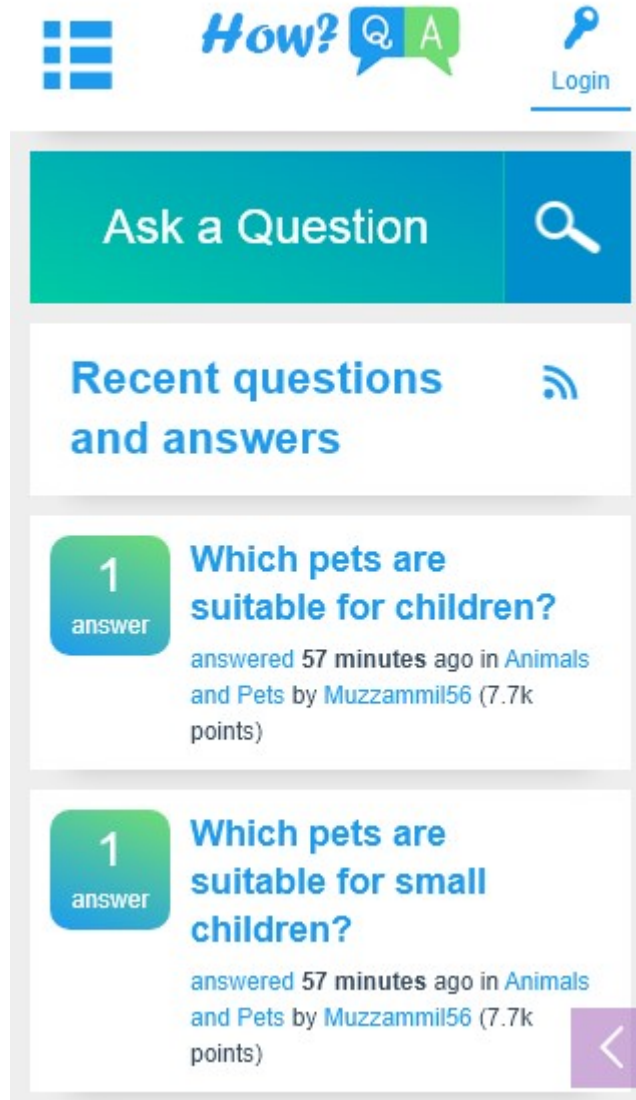 How? Q A
Login
Ask a Question
Recent questions
and answers
1
answer
Which pets are
suitable for children?
answered 57 minutes ago in Animals
and Pets by Muzzammil56 (7.7k
points)
1
answer
Which pets are
suitable for small
children?
answered 57 minutes ago in Animals
and Pets by Muzzammil56 (7.7k
points)